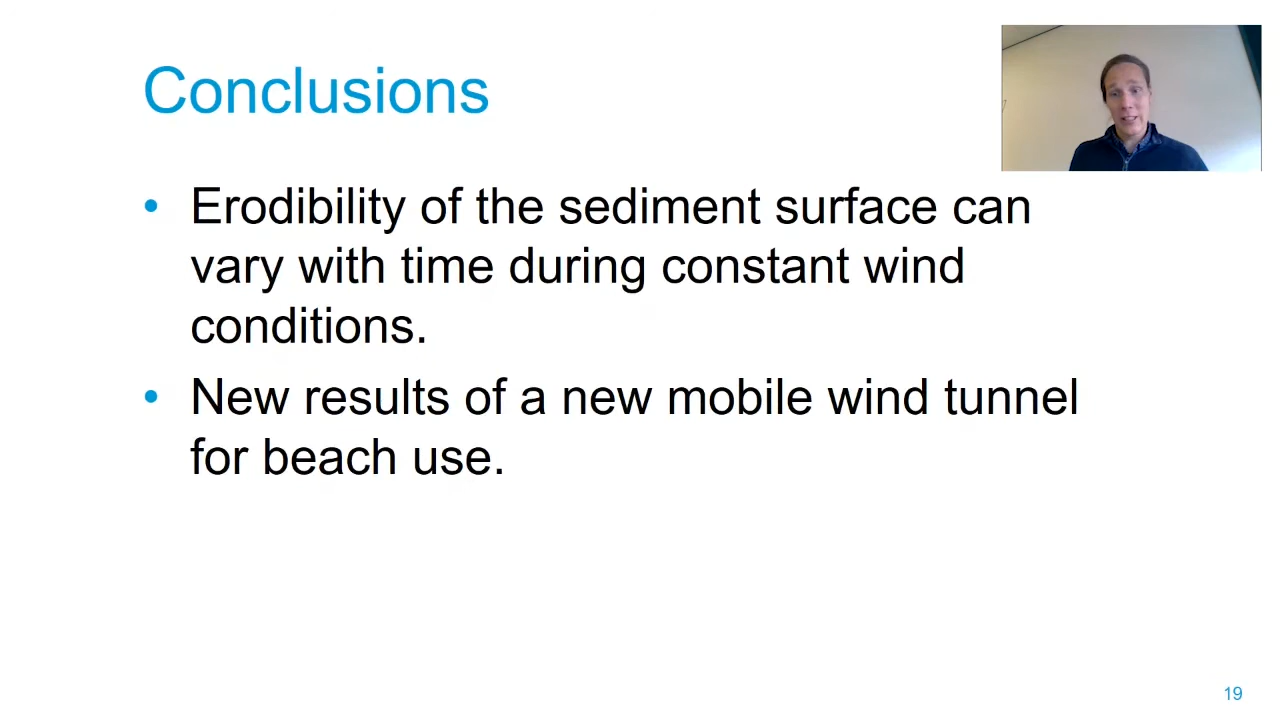 Conclusions
• Erodibility of the sediment surface can
vary with time during constant wind
conditions.
• New results of a new mobile wind tunnel
for beach use.
19